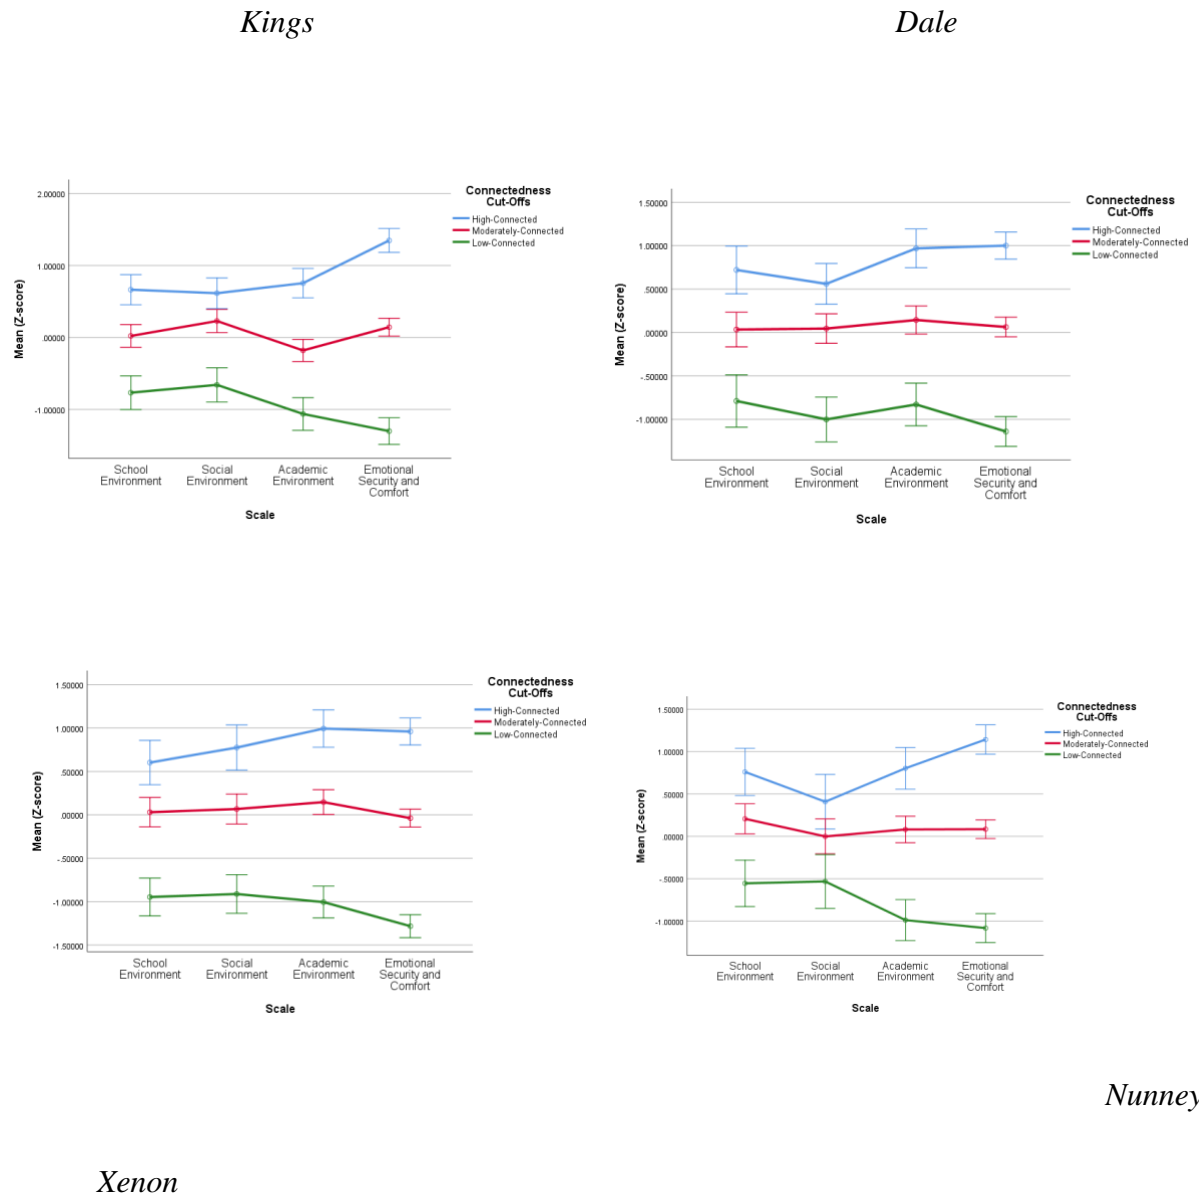 Kings
Dale
Connectedness
Cut-Offs
High-Connected
Moderately-Connected
Low-Connected
Mean (Z-score)
2.00000
1.00000
.00000
-1.00000
School
Environment
Social
Environment
Academic
Environment
Emotional
Security and
Comfort
Scale
Connectedness
Cut-Offs
High-Connected
Moderately-Connected
Low-Connected
Mean (Z-score)
1.50000
1.00000
.50000
.00000
-.50000
-1.00000
School
Environment
Social
Environment
Academic
Environment
Emotional
Security and
Comfort
Scale
Connectedness
Cut-Offs
High-Connected
Moderately-Connected
Low-Connected
Mean (Z-score)
1.50000
1.00000
.50000
.00000
-.50000
-1.00000
-1.50000
School
Environment
Social
Environment
Academic
Environment
Emotional
Security and
Comfort
Scale
Connectedness
Cut-Offs
High-Connected
Moderately-Connected
Low-Connected
Mean (Z-score)
1.50000
1.00000
.50000
.00000
-.50000
-1.00000
School
Environment
Social
Environment
Academic
Environment
Emotional
Security and
Comfort
Scale
Nunney
Xenon